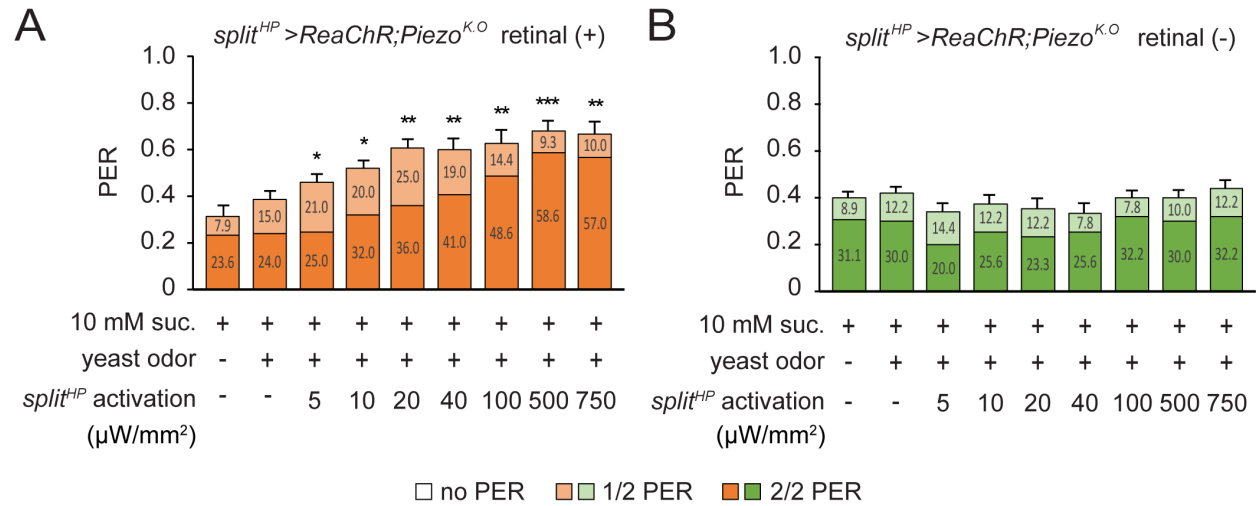 A
split^HP >ReaChR;Piezo^K.O retinal (+)
PER
1.0
0.8
0.6
0.4
0.2
0
* * ** ** ** *** **
7.9 15.0 21.0 20.0 25.0 19.0 14.4 9.3 10.0
23.6 24.0 25.0 32.0 36.0 41.0 48.6 58.6 57.0
10 mM suc. + + + + + + + + +
yeast odor - + + + + + + + +
split^HP activation - - 5 10 20 40 100 500 750
(µW/mm²)
B
split^HP >ReaChR;Piezo^K.O retinal (-)
PER
1.0
0.8
0.6
0.4
0.2
0
8.9 12.2 14.4 12.2 12.2 7.8 7.8 10.0 12.2
31.1 30.0 20.0 25.6 23.3 25.6 32.2 30.0 32.2
10 mM suc. + + + + + + + + +
yeast odor - + + + + + + + +
split^HP activation - - 5 10 20 40 100 500 750
(µW/mm²)
no PER 1/2 PER 2/2 PER